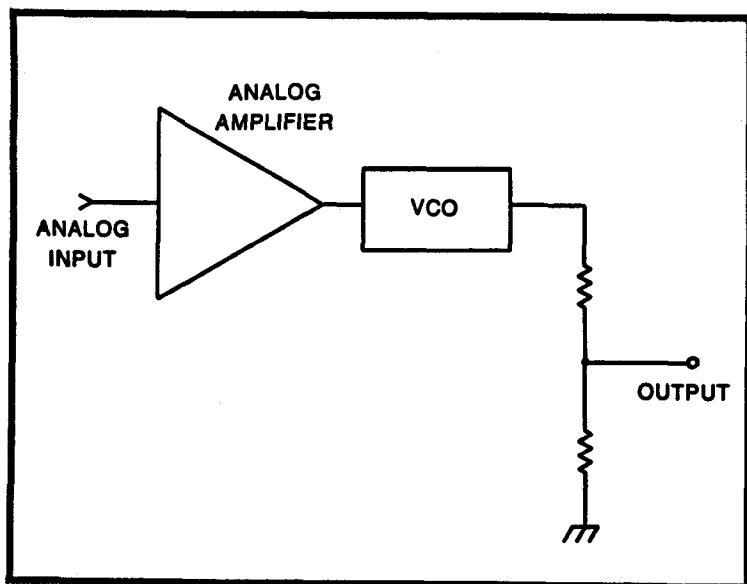 ANALOG
AMPLIFIER
VCO
ANALOG
INPUT
OUTPUT